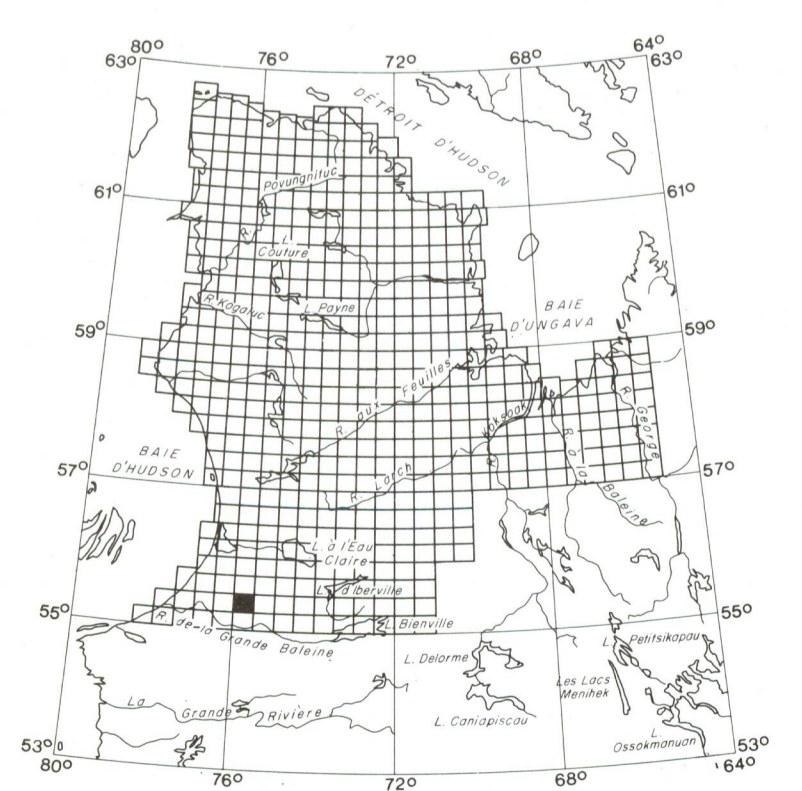 80°
76°
72°
68°
64°
63°
63°
DÉTROIT D'HUDSON
61°
61°
Povungnituc
R.
L.
Couture
R. Kogaluc
L. Payne
BAIE
D'UNGAVA
59°
59°
R. aux Feuilles
Koksoak
R.
R. à la
Baleine
R. George
BAIE
D'HUDSON
57°
57°
R. Larch
L. à l'Eau
Claire
L. d'Iberville
55°
55°
R. de-la Grande Baleine
L. Bienville
L. Delorme
L. Petitsikapau
Les Lacs
Menihek
La Grande Rivière
L. Caniapiscau
L.
Ossokmanuan
53°
53°
80°
76°
72°
68°
64°